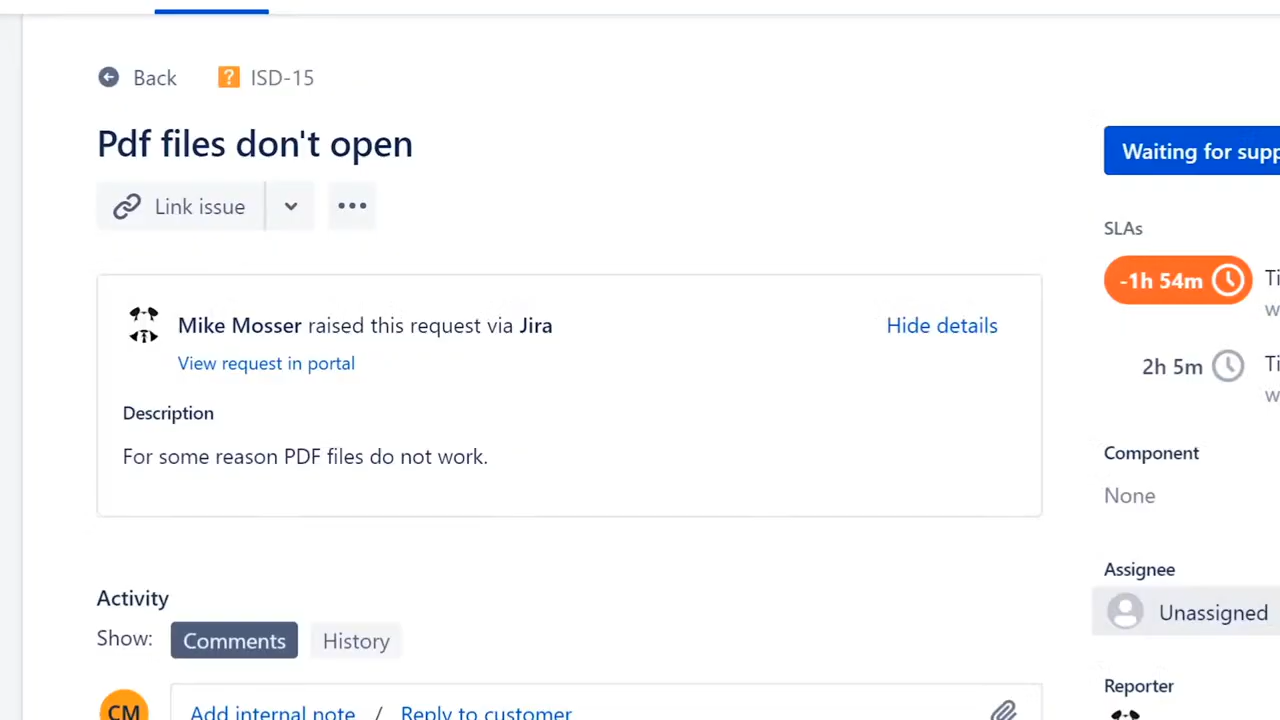 Back ISD-15
Pdf files don't open
Link issue
Mike Mosser raised this request via Jira
Hide details
View request in portal
Description
For some reason PDF files do not work.
Activity
Show: Comments History
CM Add internal note / Reply to customer
Waiting for supp
SLAs
-1h 54m Ti
w
2h 5m Ti
w
Component
None
Assignee
Unassigned
Reporter